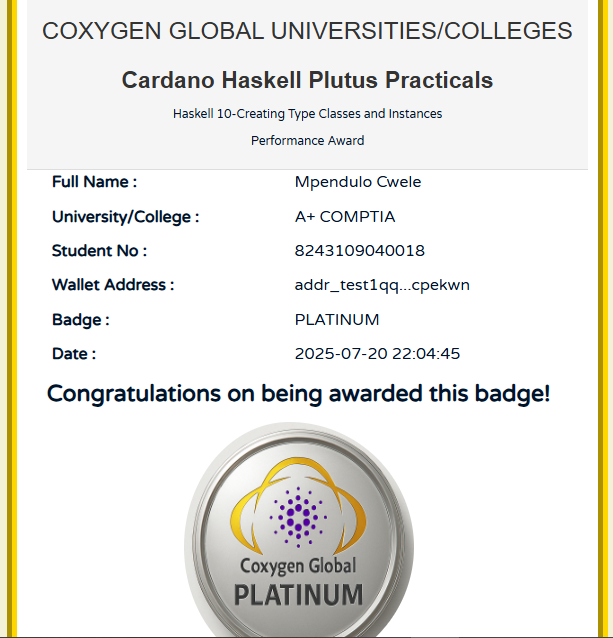 COXYGEN GLOBAL UNIVERSITIES/COLLEGES
Cardano Haskell Plutus Practicals
Haskell 10-Creating Type Classes and Instances
Performance Award
Full Name : Mpendulo Cwele
University/College : A+ COMPTIA
Student No : 8243109040018
Wallet Address : addr_test1qq...cpekwn
Badge : PLATINUM
Date : 2025-07-20 22:04:45
Congratulations on being awarded this badge!
Coxygen Global
PLATINUM